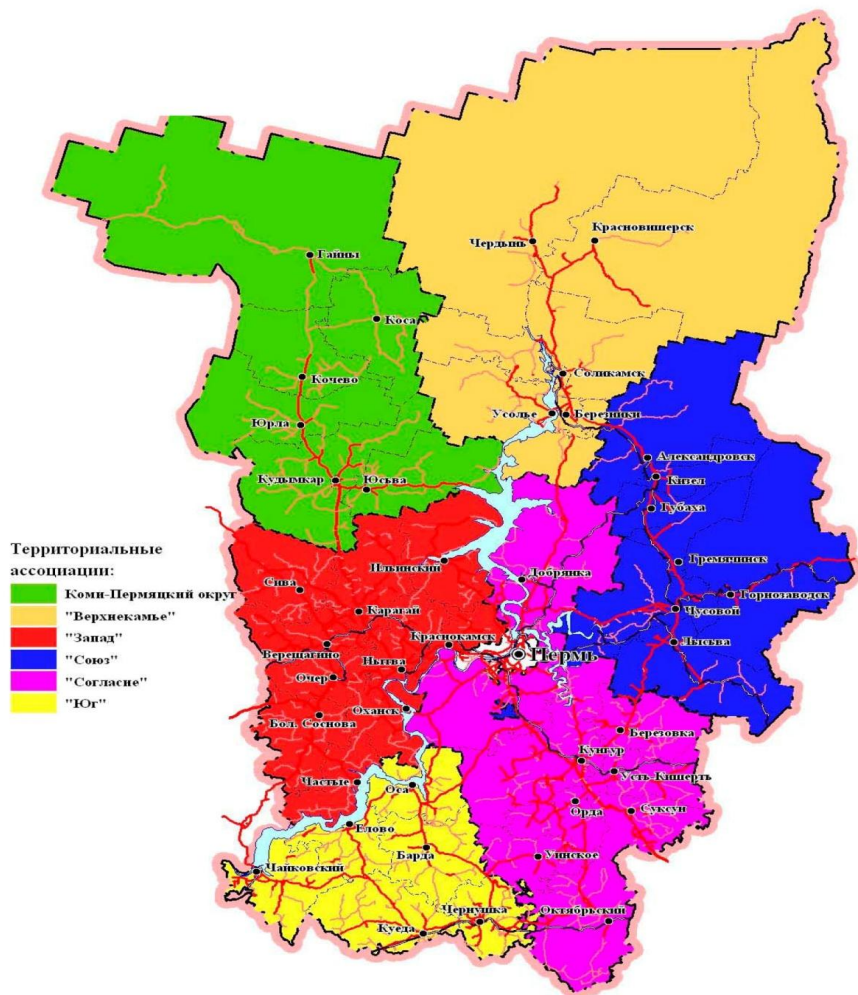 Красновишерск
Чердынь
Гайны
Коса
Соликамск
Кочево
Усолье
Березники
Юрла
Александровск
Кизел
Кудымкар
Юсьва
Губаха
Территориальные
ассоциации:
Коми-Пермяцкий округ
"Верхнекамье"
"Запад"
"Союз"
"Согласие"
"Юг"
Ильинский
Гремячинск
Добрянка
Сива
Горнозаводск
Карагай
Чусовой
Краснокамск
Лысьва
Верещагино
Пермь
Нытва
Очер
Оханск
Бол. Соснова
Березовка
Кунгур
Усть-Кишерть
Частые
Оса
Орда
Суксун
Елово
Барда
Уинское
Чайковский
Чернушка
Октябрьский
Куеда